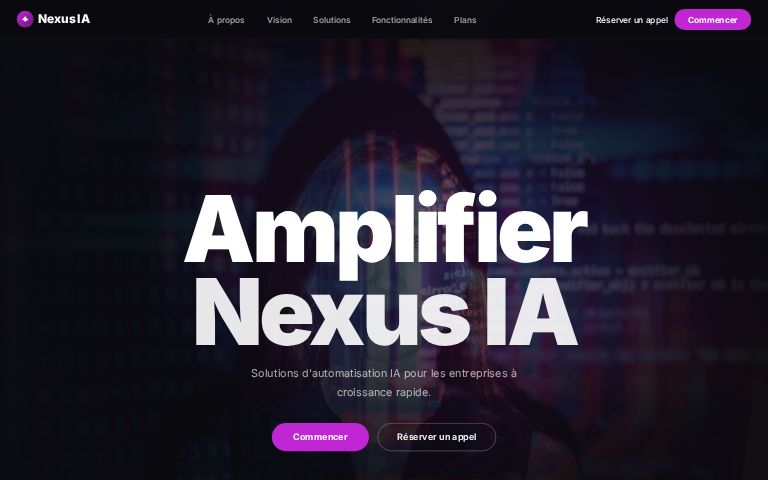 NexusIA
À propos
Vision
Solutions
Fonctionnalités
Plans
Réserver un appel
Commencer
Amplifier
Nexus IA
Solutions d'automatisation IA pour les entreprises à
croissance rapide.
Commencer
Réserver un appel